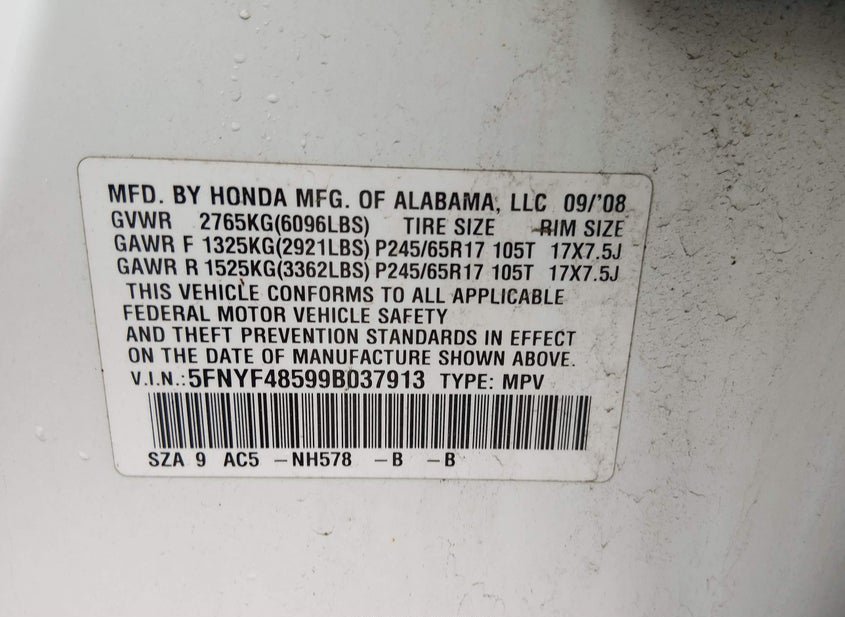 MFD. BY HONDA MFG. OF ALABAMA, LLC 09/'08
GVWR 2765KG(6096LBS) TIRE SIZE RIM SIZE
GAWR F 1325KG(2921LBS) P245/65R17 105T 17X7.5J
GAWR R 1525KG(3362LBS) P245/65R17 105T 17X7.5J
THIS VEHICLE CONFORMS TO ALL APPLICABLE
FEDERAL MOTOR VEHICLE SAFETY
AND THEFT PREVENTION STANDARDS IN EFFECT
ON THE DATE OF MANUFACTURE SHOWN ABOVE.
V.I.N.:5FNYF48599B037913 TYPE: MPV
SZA 9 AC5 -NH578 -B -B